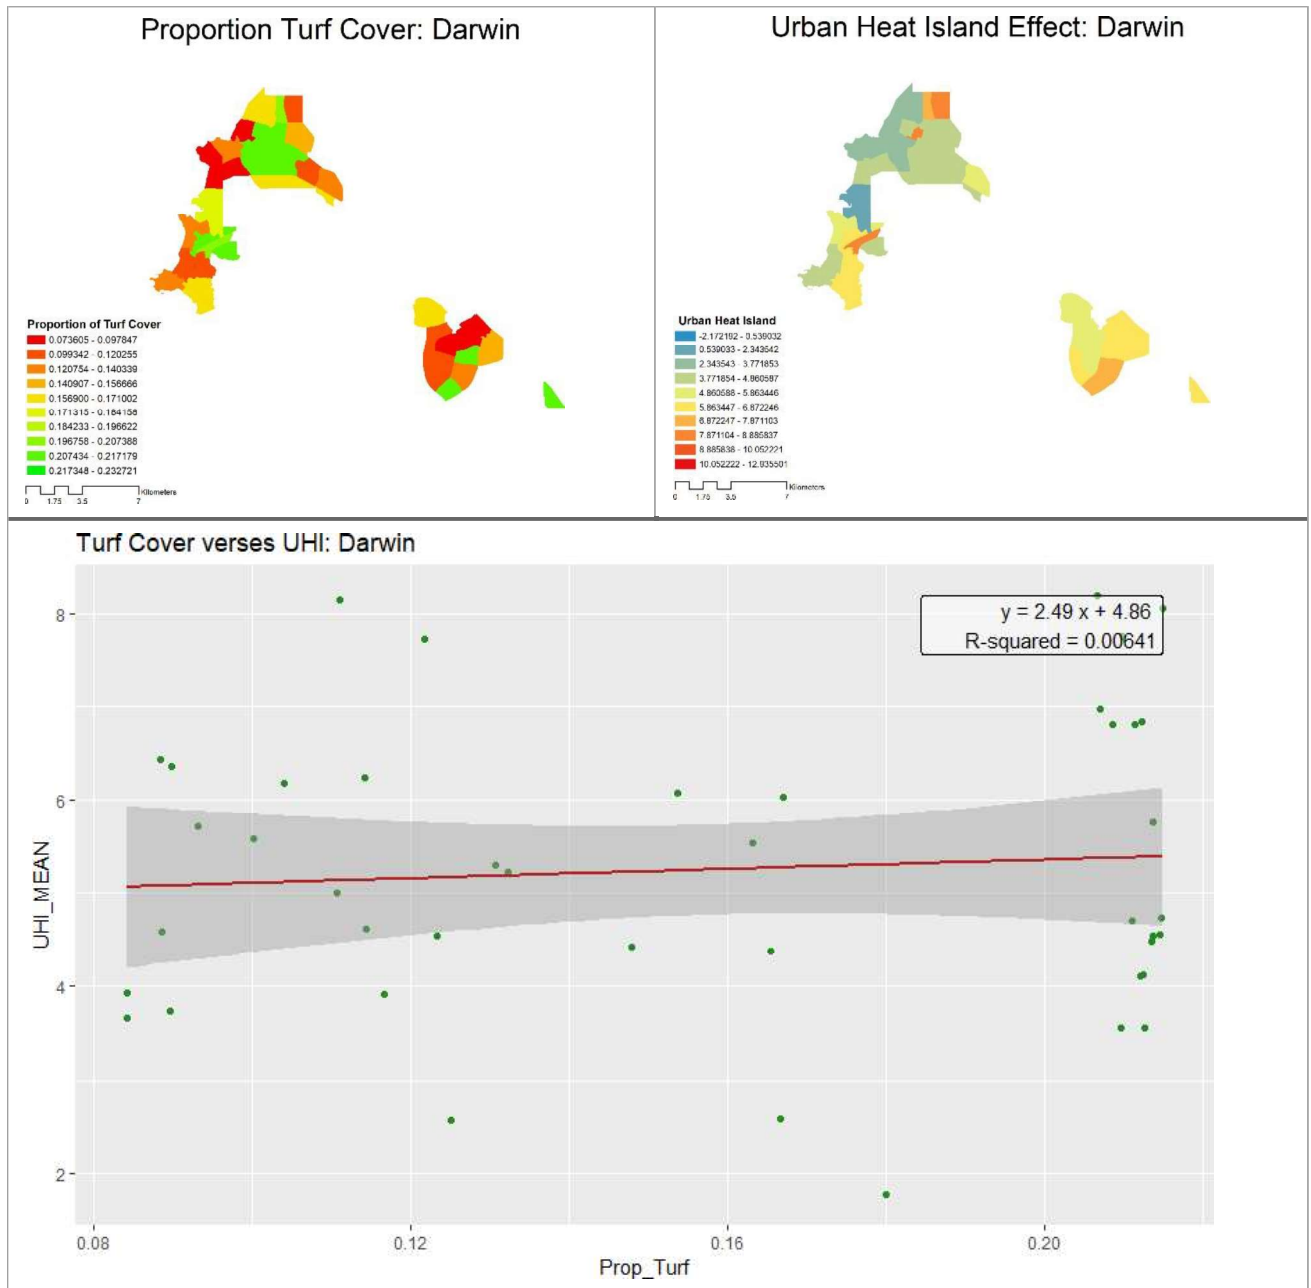 Proportion Turf Cover: Darwin
Proportion of Turf Cover
0.073605 - 0.097847
0.099342 - 0.120255
0.120754 - 0.140339
0.140907 - 0.156666
0.156900 - 0.171002
0.171315 - 0.184158
0.184233 - 0.196622
0.196758 - 0.207388
0.207434 - 0.217179
0.217348 - 0.232721
Kilometers
0 1.75 3.5 7
Urban Heat Island Effect: Darwin
Urban Heat Island
-2.172192 - 0.539032
0.539033 - 2.343542
2.343543 - 3.771853
3.771854 - 4.860587
4.860588 - 5.863446
5.863447 - 6.872246
6.872247 - 7.871103
7.871104 - 8.885837
8.885838 - 10.052221
10.052222 - 12.935501
Kilometers
0 1.75 3.5 7
Turf Cover verses UHI: Darwin
y = 2.49 x + 4.86
R-squared = 0.00641
8
6
4
2
UHI_MEAN
0.08 0.12 0.16 0.20
Prop_Turf